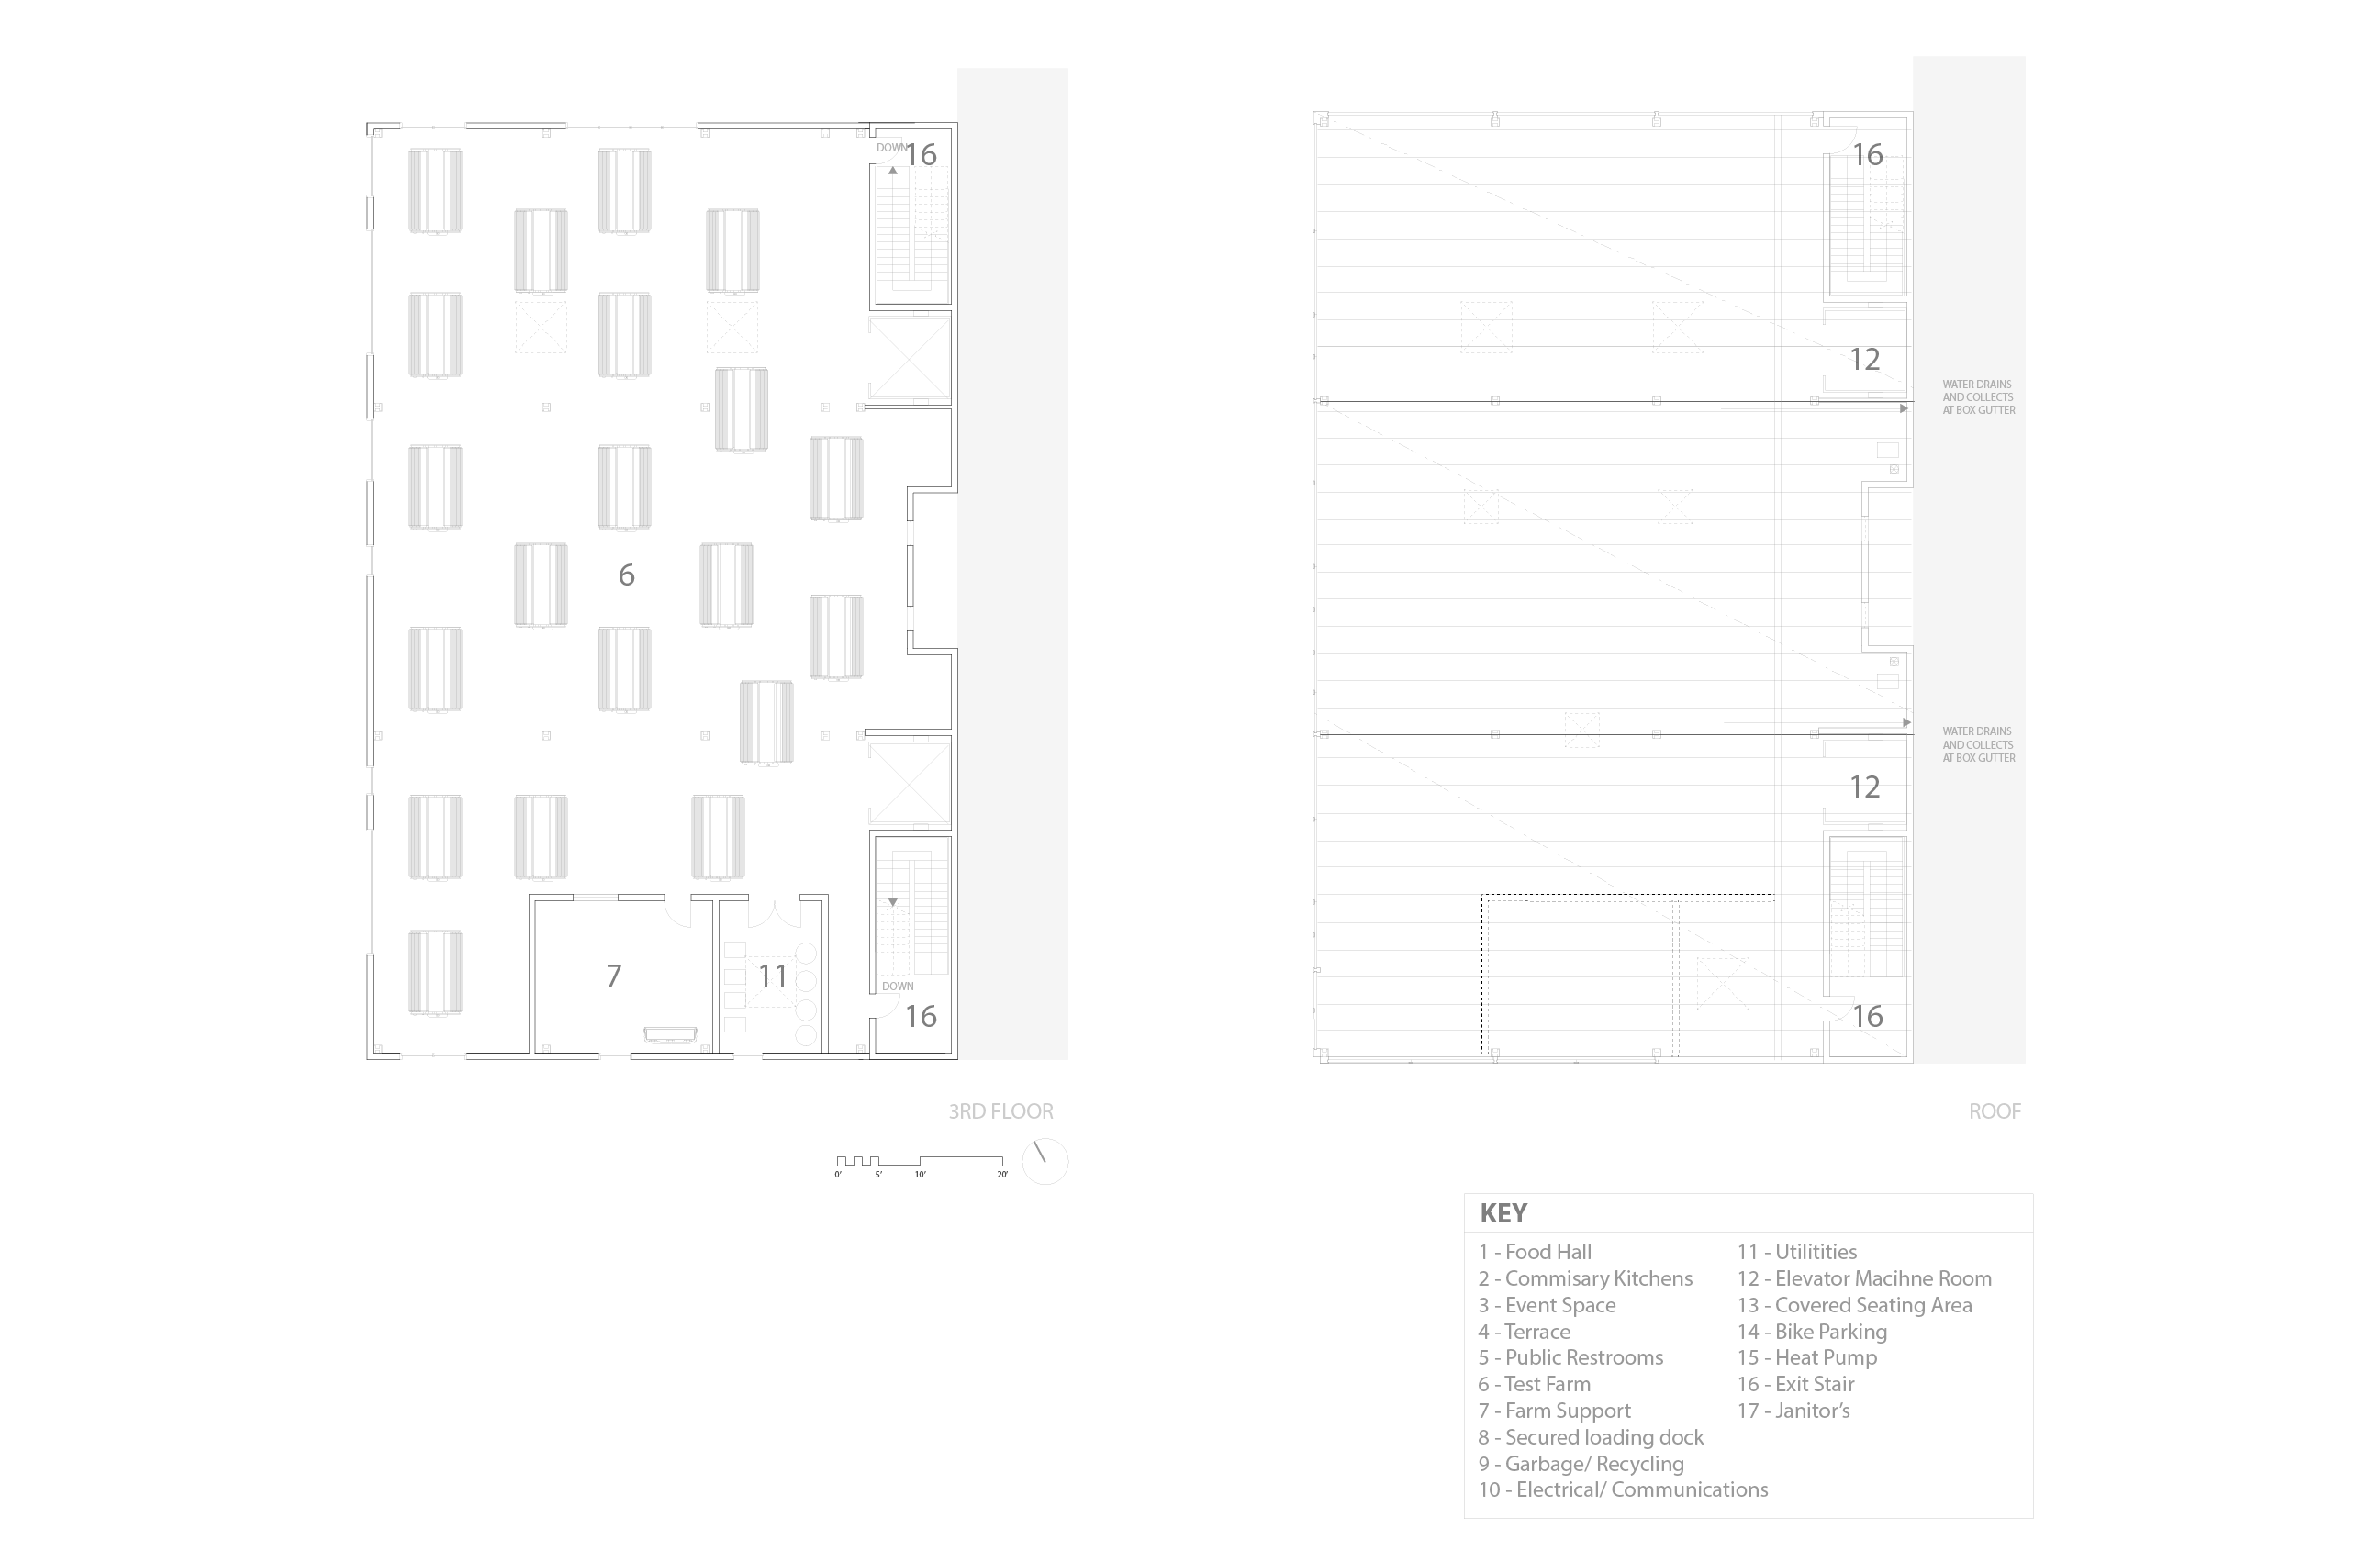 DOWN
16
6
7
11
DOWN
16
3RD FLOOR
0' 5' 10' 20'
16
12
WATER DRAINS
AND COLLECTS
AT BOX GUTTER
WATER DRAINS
AND COLLECTS
AT BOX GUTTER
12
16
ROOF
KEY
1 - Food Hall
2 - Commisary Kitchens
3 - Event Space
4 - Terrace
5 - Public Restrooms
6 - Test Farm
7 - Farm Support
8 - Secured loading dock
9 - Garbage/ Recycling
10 - Electrical/ Communications
11 - Utilitities
12 - Elevator Macihne Room
13 - Covered Seating Area
14 - Bike Parking
15 - Heat Pump
16 - Exit Stair
17 - Janitor’s